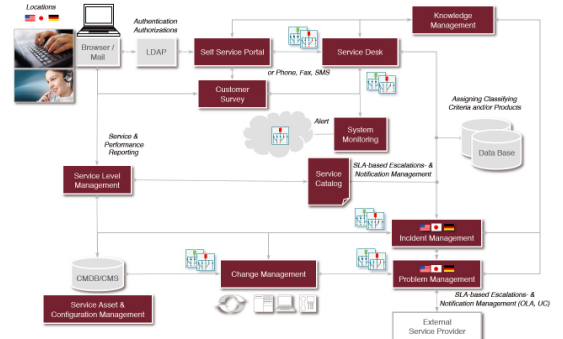 Locations
Authentication
Authorizations
Knowledge
Management
Browser /
Mail
LDAP
Self Service Portal
Service Desk
or Phone, Fax, SMS
Customer
Survey
Assigning Classifying
Criteria and/or Products
Alert
System
Monitoring
Data Base
Service &
Performance
Reporting
SLA-based Escalations- &
Notification Management
Service Level
Management
Service
Catalog
Incident Management
CMDB/CMS
Change Management
Problem Management
Service Asset &
Configuration Management
SLA-based Escalations- &
Notification Management (OLA, UC)
External
Service Provider